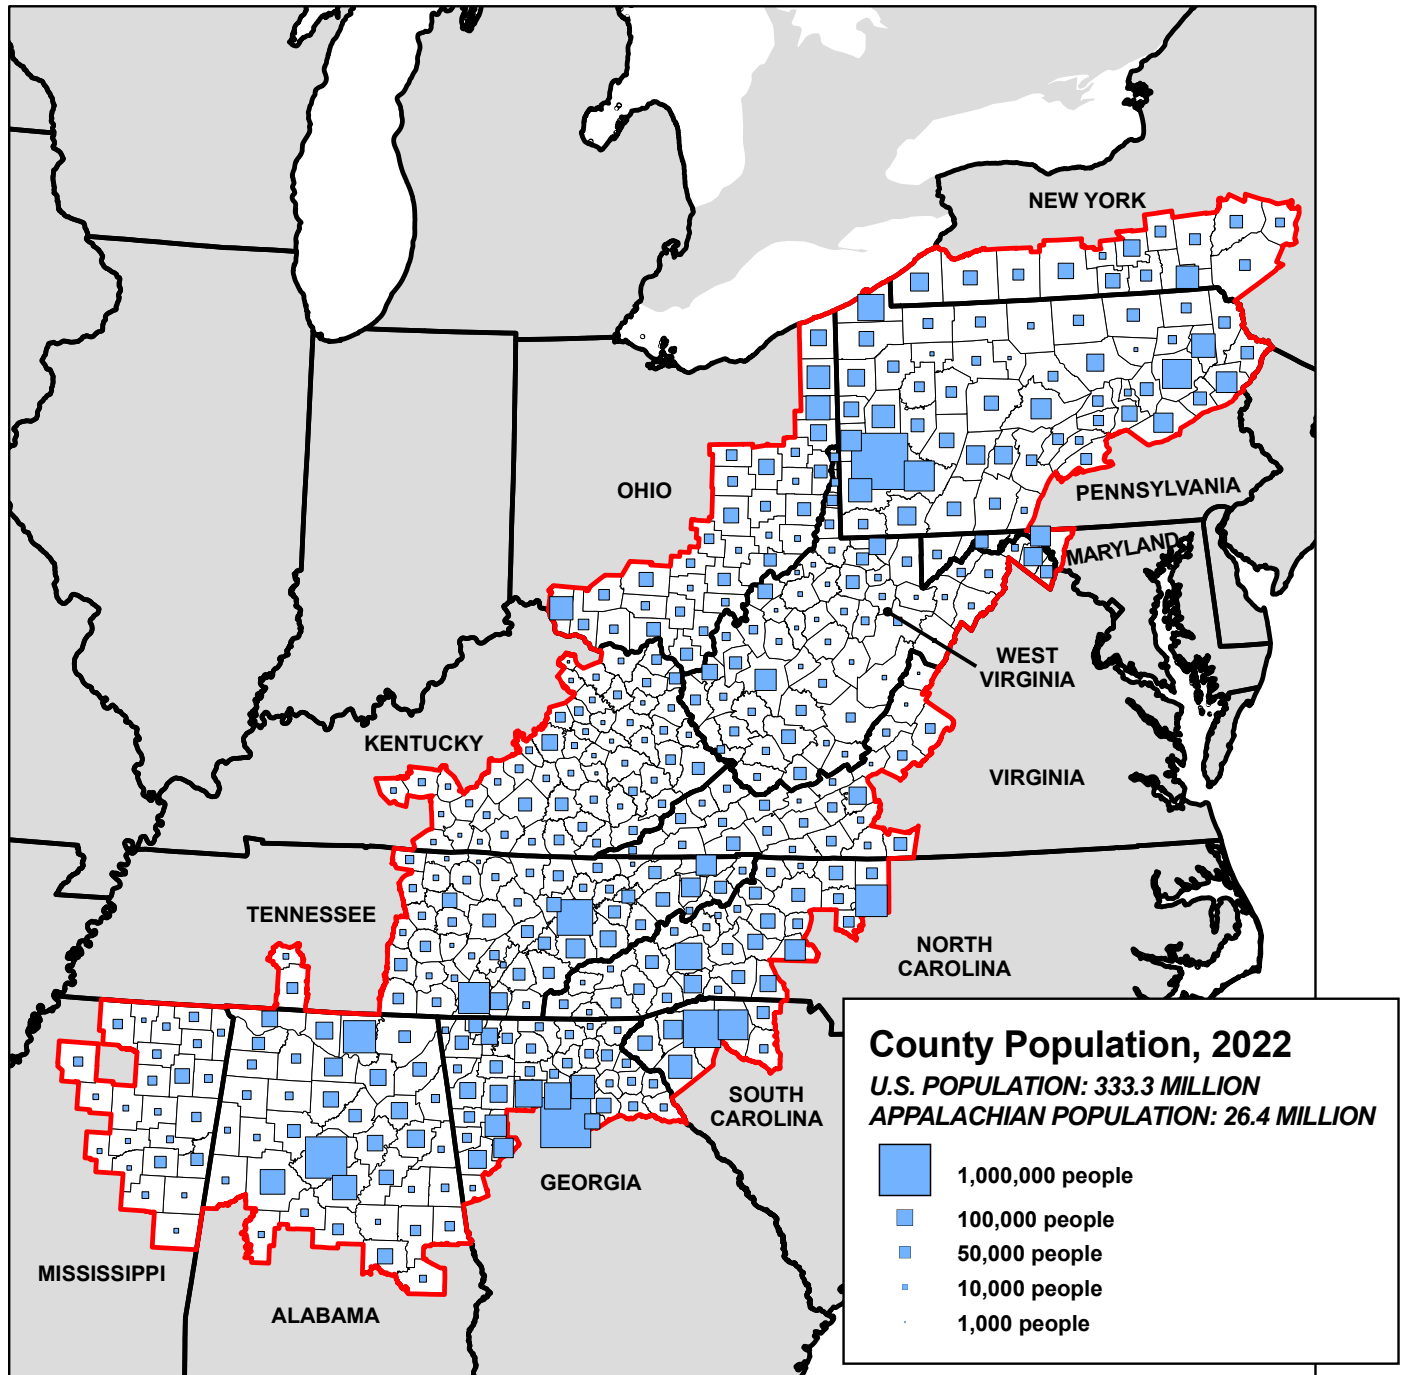 NEW YORK
OHIO
PENNSYLVANIA
MARYLAND
WEST
VIRGINIA
KENTUCKY
VIRGINIA
TENNESSEE
NORTH
CAROLINA
SOUTH
CAROLINA
GEORGIA
MISSISSIPPI
ALABAMA
County Population, 2022
U.S. POPULATION: 333.3 MILLION
APPALACHIAN POPULATION: 26.4 MILLION
1,000,000 people
100,000 people
50,000 people
10,000 people
1,000 people